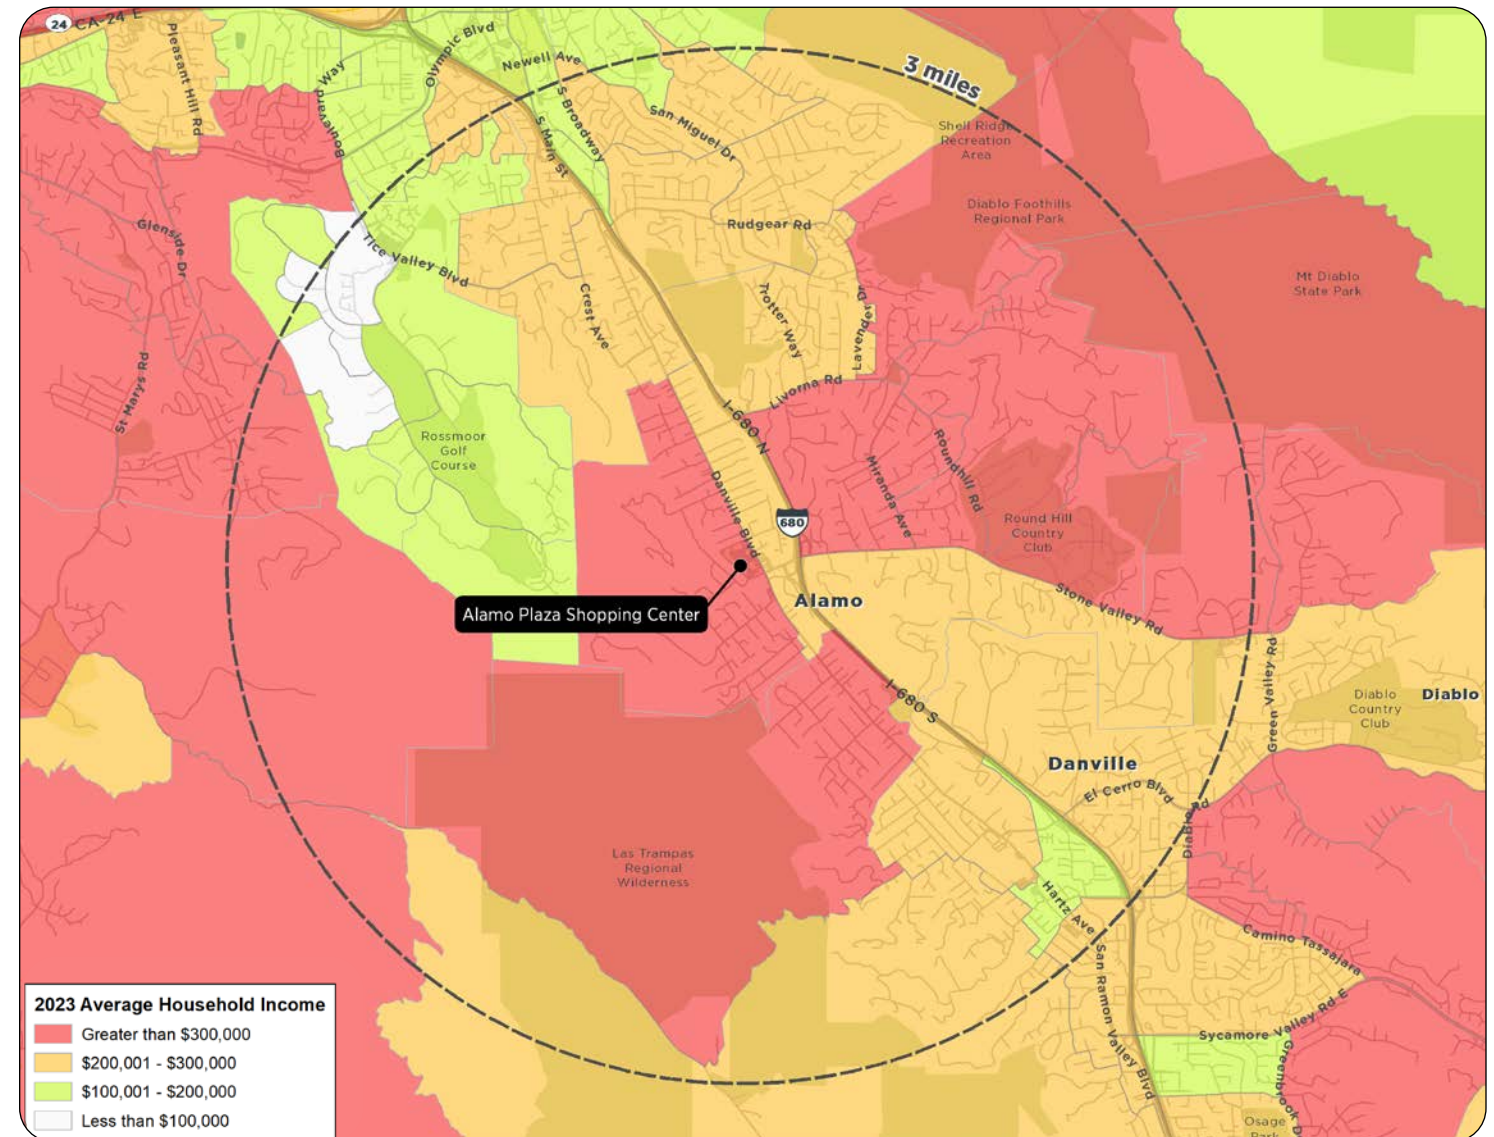 24
CA-24 E
Pleasant Hill Rd
Boulevard Way
Olympic Blvd
Newell Ave
S Broadway
S Main St
San Miguel Dr
3 miles
Shell Ridge
Recreation
Area
Diablo Foothills
Regional Park
Mt Diablo
State Park
Glenside Dr
Tice Valley Blvd
Rudgear Rd
Crest Ave
Trotter Way
Lavender Dr
Livorna Rd
St Marys Rd
Rossmoor
Golf
Course
I-680 N
Danville Blvd
Miranda Ave
Roundhill Rd
680
Round Hill
Country
Club
Alamo Plaza Shopping Center
Alamo
Stone Valley Rd
I-680 S
Green Valley Rd
Diablo
Country
Club
Diablo
Danville
El Cerro Blvd
Diablo Rd
Las Trampas
Regional
Wilderness
Hartz Ave
Camino Tassajara
San Ramon Valley Blvd
Sycamore Valley Rd E
Greenbrook D
Osage
Park
2023 Average Household Income
Greater than $300,000
$200,001 - $300,000
$100,001 - $200,000
Less than $100,000